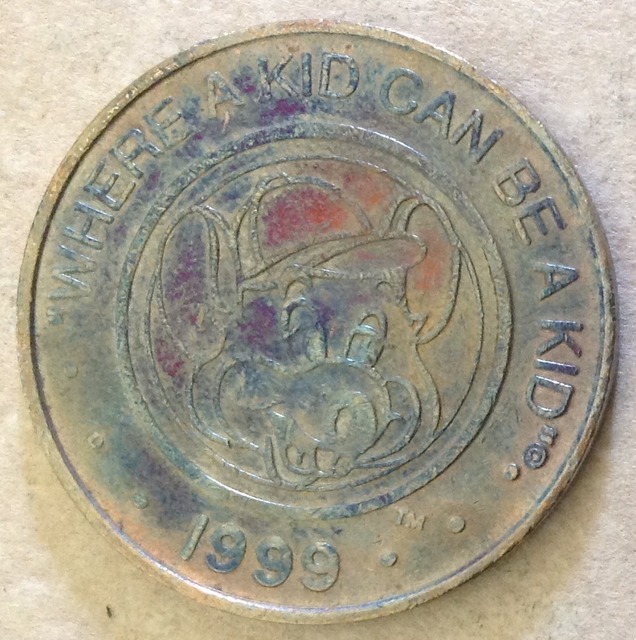 "WHERE A KID CAN BE A KID"®
1999 ™